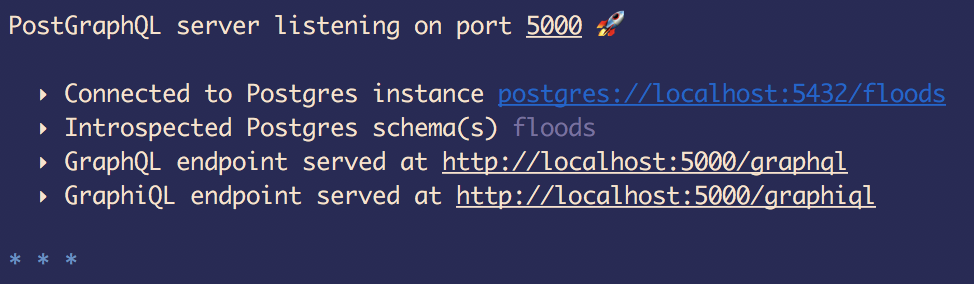 PostGraphQL server listening on port 5000 🚀
‣ Connected to Postgres instance postgres://localhost:5432/floods
‣ Introspected Postgres schema(s) floods
‣ GraphQL endpoint served at http://localhost:5000/graphql
‣ GraphiQL endpoint served at http://localhost:5000/graphiql
* * *